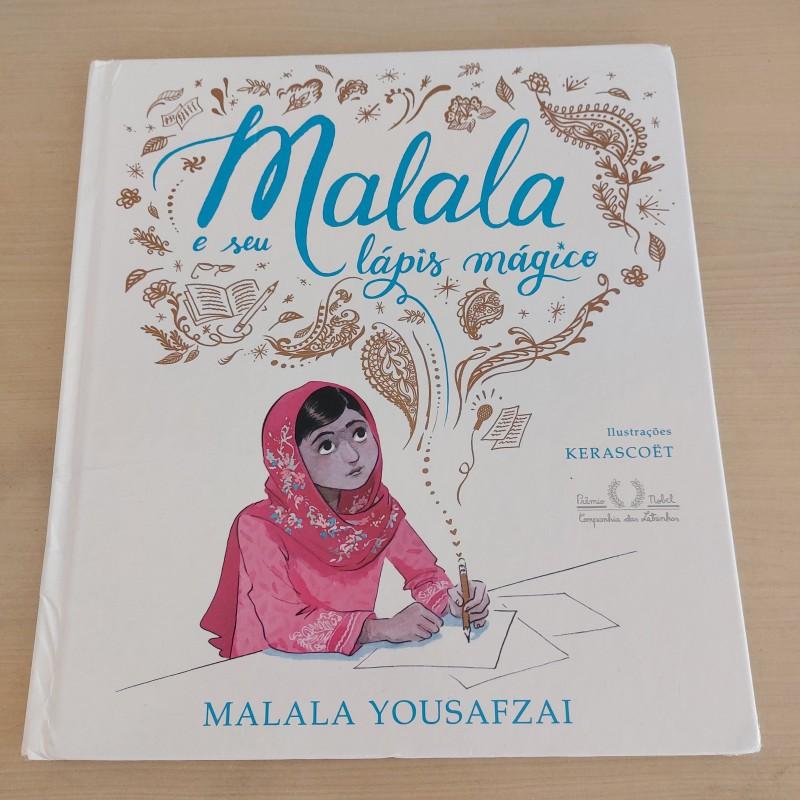 Malala
e seu lápis mágico
Ilustrações
KERASCOËT
Prêmio Nobel
Companhia das Letrinhas
MALALA YOUSAFZAI